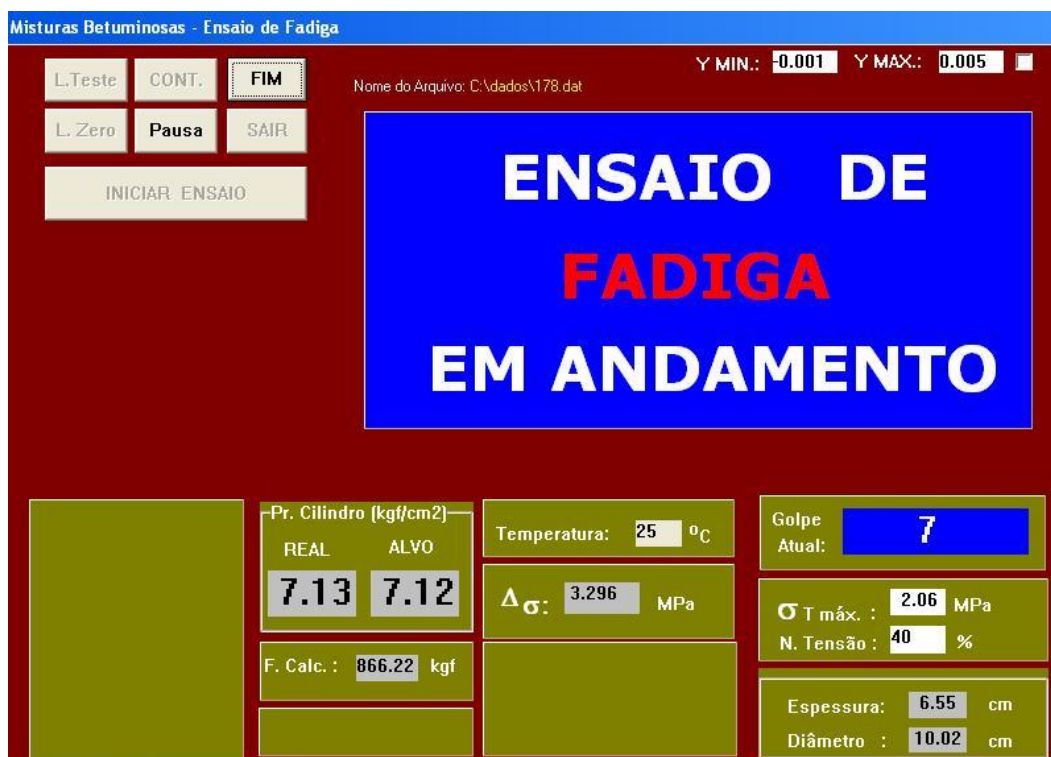 Misturas Betuminosas - Ensaio de Fadiga
L.Teste CONT. FIM
L. Zero Pausa SAIR
INICIAR ENSAIO
Y MIN.: -0.001 Y MAX.: 0.005
Nome do Arquivo: C:\dados\178.dat
ENSAIO DE
FADIGA
EM ANDAMENTO
Pr. Cilindro (kgf/cm2)
REAL ALVO
7.13 7.12
F. Calc. : 866.22 kgf
Temperatura: 25 ºC
Δσ: 3.296 MPa
Golpe
Atual: 7
σ T máx. : 2.06 MPa
N. Tensão : 40 %
Espessura: 6.55 cm
Diâmetro : 10.02 cm